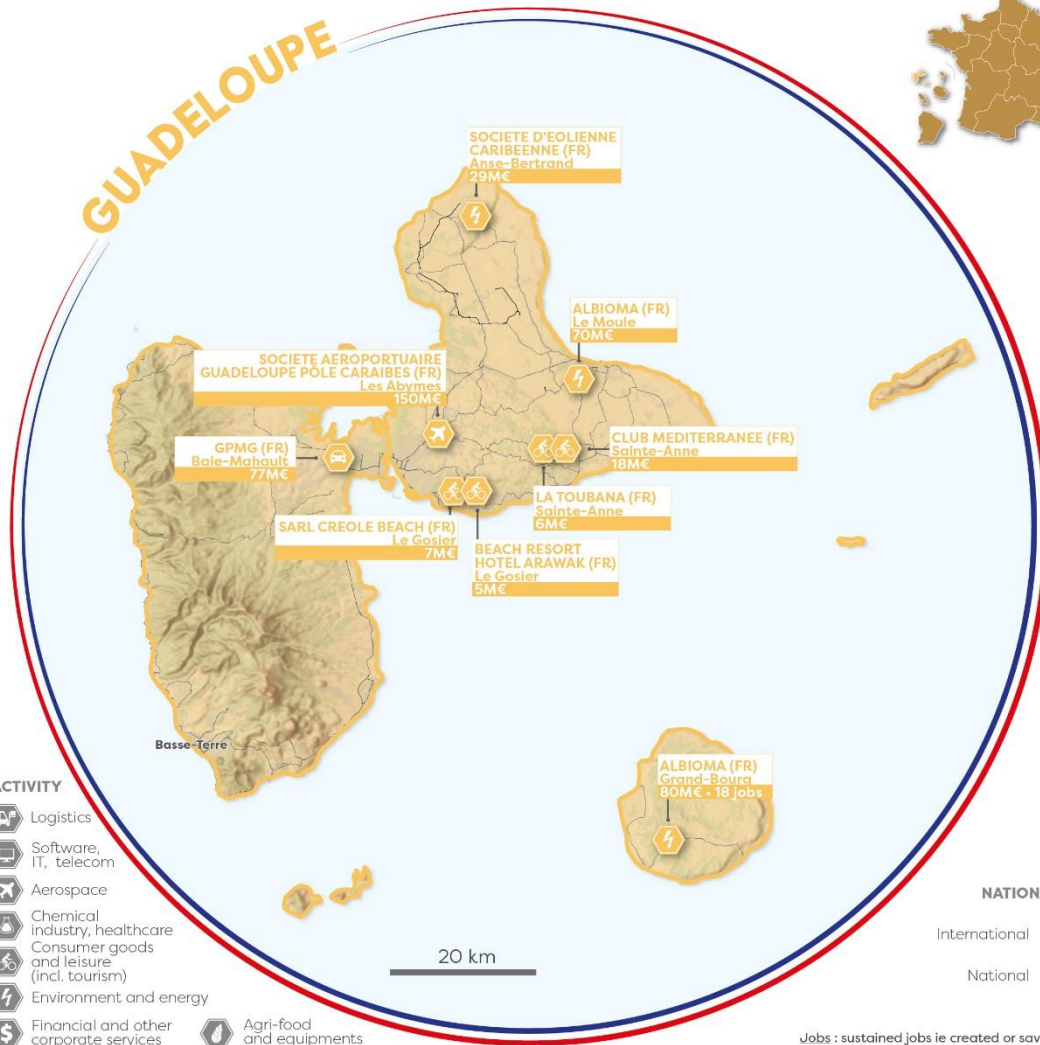 GUADELOUPE
SOCIETE D'EOLIENNE
CARIBEENNE (FR)
Anse-Bertrand
29M€
ALBIOMA (FR)
Le Moule
70M€
SOCIETE AEROPORTUAIRE
GUADELOUPE PÔLE CARAIBES (FR)
Les Abymes
150M€
GPMG (FR)
Baie-Mahault
77M€
CLUB MEDITERRANEE (FR)
Sainte-Anne
18M€
LA TOUBANA (FR)
Sainte-Anne
6M€
SARL CREOLE BEACH (FR)
Le Gosier
7M€
BEACH RESORT
HOTEL ARAWAK (FR)
Le Gosier
5M€
Basse-Terre
ALBIOMA (FR)
Grand-Bourg
80M€ • 18 jobs
20 km
ACTIVITY
Logistics
Software,
IT, telecom
Aerospace
Chemical
industry, healthcare
Consumer goods
and leisure
(incl. tourism)
Environment and energy
Financial and other
corporate services
Agri-food
and equipments
NATION
International
National
Jobs : sustained jobs ie created or sav